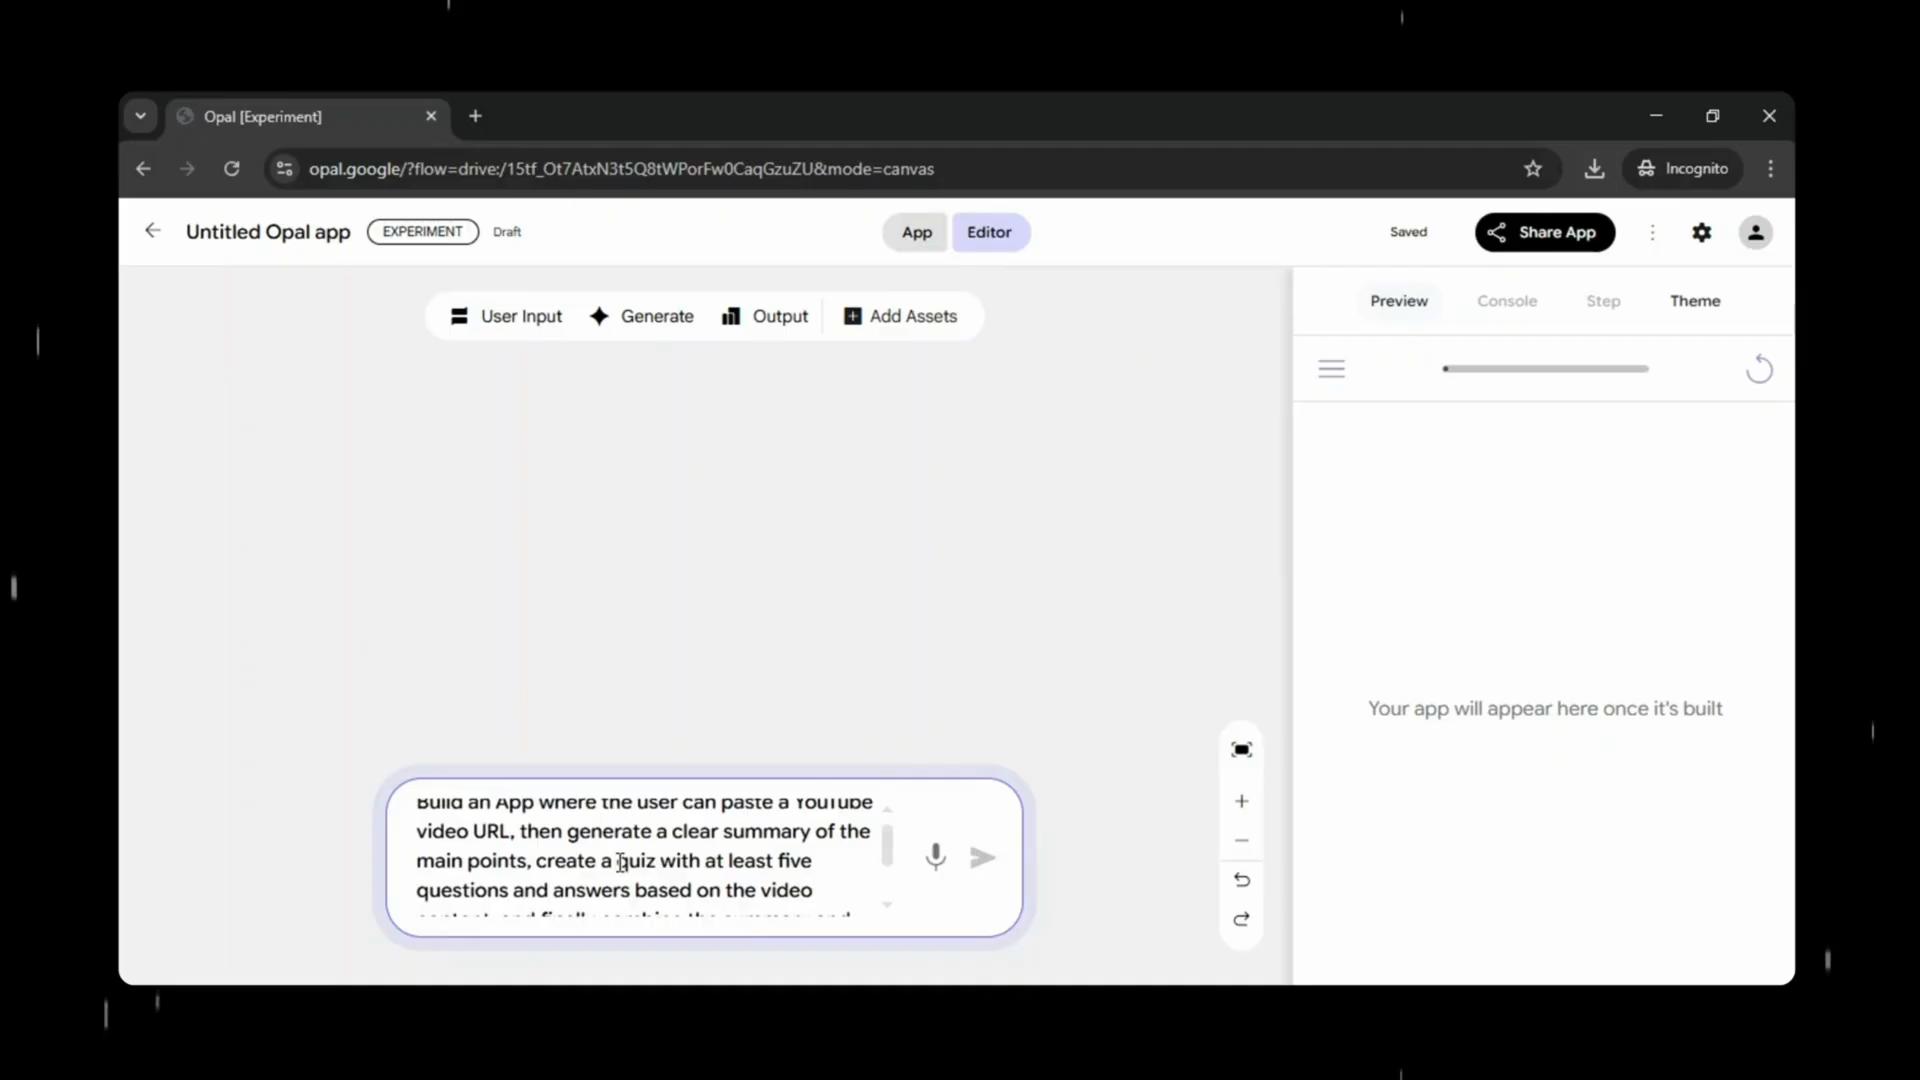 Opal [Experiment]
opal.google/?flow=drive:/15tf_Ot7AtxN3t5Q8tWPorFw0CaqGzuZU&mode=canvas
Incognito
Untitled Opal app
EXPERIMENT
Draft
App
Editor
Saved
Share App
User Input
Generate
Output
Add Assets
Preview
Console
Step
Theme
Your app will appear here once it's built
Build an App where the user can paste a YouTube
video URL, then generate a clear summary of the
main points, create a quiz with at least five
questions and answers based on the video